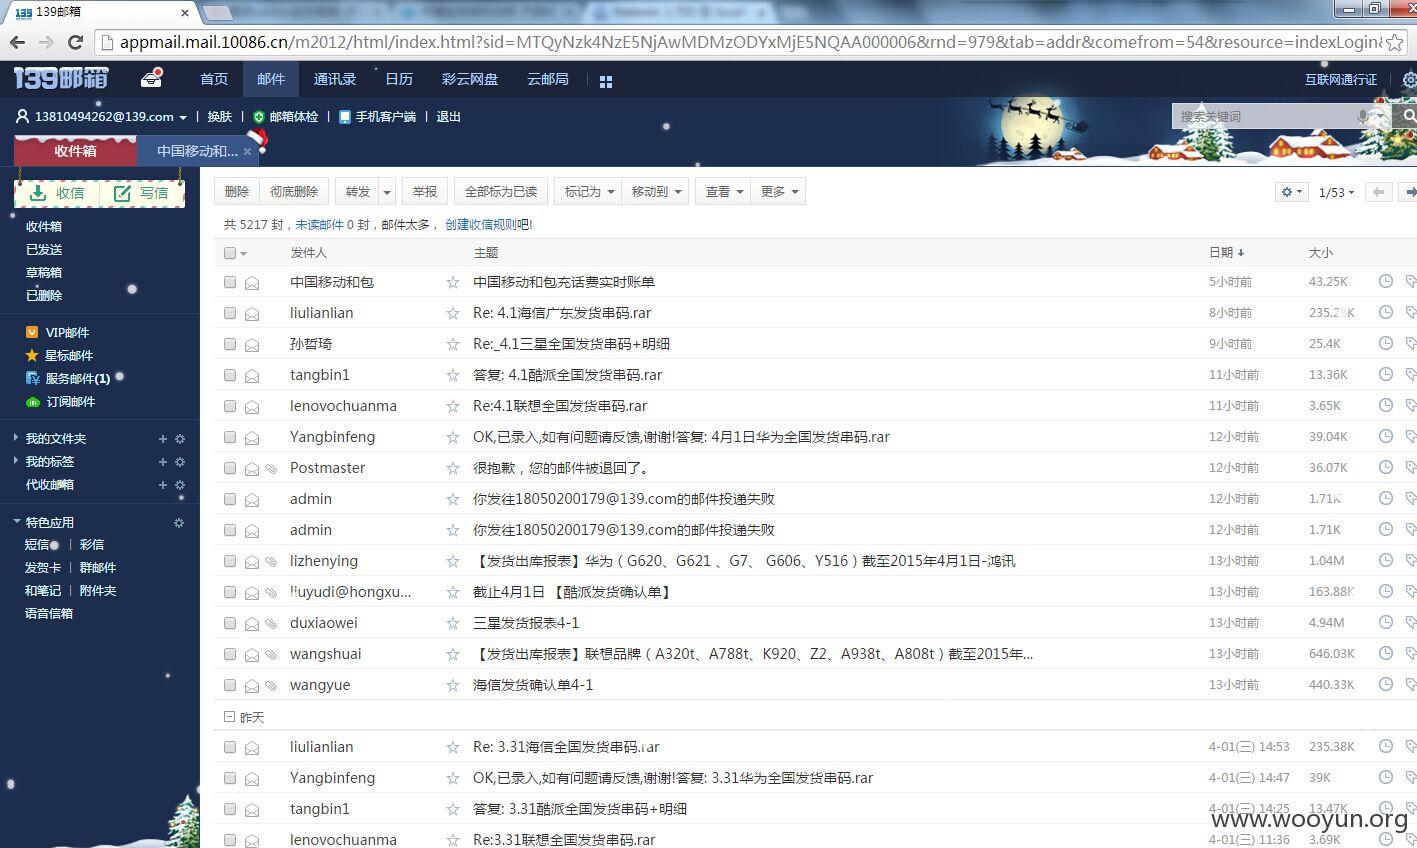 139邮箱
appmail.mail.10086.cn/m2012/html/index.html?sid=MTQyNzk4NzE5NjAwMDMzODYxMjE5NQAA000006&rnd=979&tab=addr&comefrom=54&resource=indexLogin&
139邮箱 首页 邮件 通讯录 日历 彩云网盘 云邮局 互联网通行证
13810494262@139.com | 换肤 | 邮箱体检 | 手机客户端 | 退出 搜索关键词
收件箱 中国移动和... ×
收信 写信
删除 彻底删除 转发 举报 全部标为已读 标记为 移动到 查看 更多 1/53
共 5217 封，未读邮件 0 封，邮件太多， 创建收信规则吧!
发件人 主题 日期 大小
中国移动和包 中国移动和包充话费实时账单 5小时前 43.25K
liulianlian Re: 4.1海信广东发货串码.rar 8小时前 235.2 K
孙哲琦 Re:_4.1三星全国发货串码+明细 9小时前 25.4K
tangbin1 答复: 4.1酷派全国发货串码.rar 11小时前 13.36K
lenovochuanma Re:4.1联想全国发货串码.rar 11小时前 3.65K
Yangbinfeng OK,已录入,如有问题请反馈,谢谢!答复: 4月1日华为全国发货串码.rar 12小时前 39.04K
Postmaster 很抱歉，您的邮件被退回了。 12小时前 36.07K
admin 你发往18050200179@139.com的邮件投递失败 12小时前 1.71K
admin 你发往18050200179@139.com的邮件投递失败 12小时前 1.71K
lizhenying 【发货出库报表】华为（G620、G621 、G7、 G606、Y516）截至2015年4月1日-鸿讯 13小时前 1.04M
liuyudi@hongxu... 截止4月1日 【酷派发货确认单】 13小时前 163.88K
duxiaowei 三星发货报表4-1 13小时前 4.94M
wangshuai 【发货出库报表】联想品牌（A320t、A788t、K920、Z2、A938t、A808t）截至2015年... 13小时前 646.03K
wangyue 海信发货确认单4-1 13小时前 440.33K
昨天
liulianlian Re: 3.31海信全国发货串码.rar 4-01(三) 14:53 235.38K
Yangbinfeng OK,已录入,如有问题请反馈,谢谢!答复: 3.31华为全国发货串码.rar 4-01(三) 14:47 39K
tangbin1 答复: 3.31酷派全国发货串码+明细 4-01(三) 14:25 13.47K
lenovochuanma Re:3.31联想全国发货串码.rar 4-01(三) 11:36 3.69K
收件箱
已发送
草稿箱
已删除
VIP邮件
星标邮件
服务邮件(1)
订阅邮件
我的文件夹
我的标签
代收邮箱
特色应用
短信 | 彩信
发贺卡 | 群邮件
和笔记 | 附件夹
语音信箱
www.wooyun.org